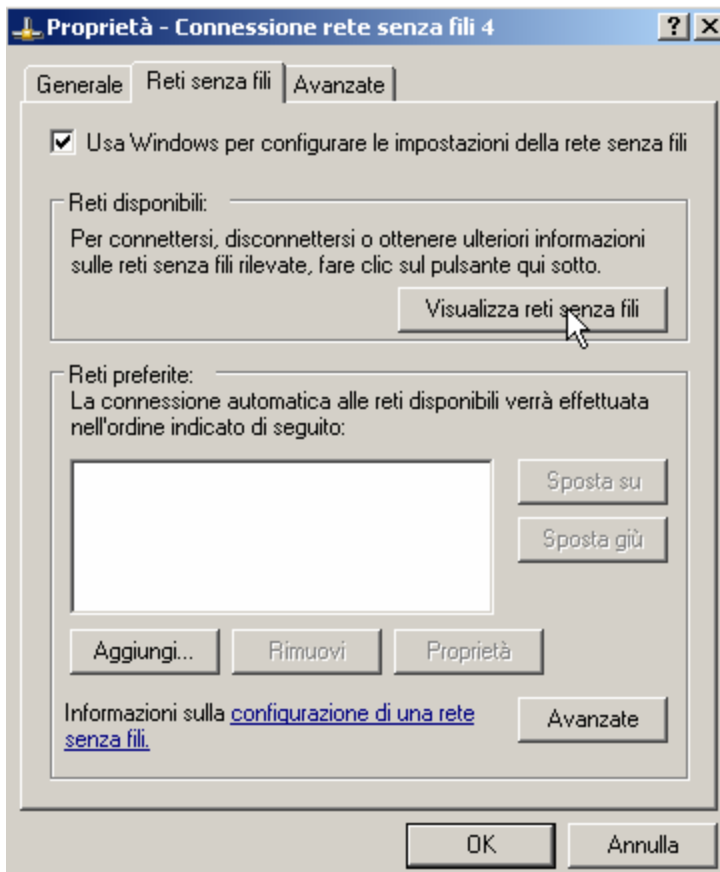 Proprietà - Connessione rete senza fili 4
Generale
Reti senza fili
Avanzate
Usa Windows per configurare le impostazioni della rete senza fili
Reti disponibili:
Per connettersi, disconnettersi o ottenere ulteriori informazioni
sulle reti senza fili rilevate, fare clic sul pulsante qui sotto.
Visualizza reti senza fili
Reti preferite:
La connessione automatica alle reti disponibili verrà effettuata
nell'ordine indicato di seguito:
Sposta su
Sposta giù
Aggiungi...
Rimuovi
Proprietà
Informazioni sulla configurazione di una rete
senza fili.
Avanzate
OK
Annulla